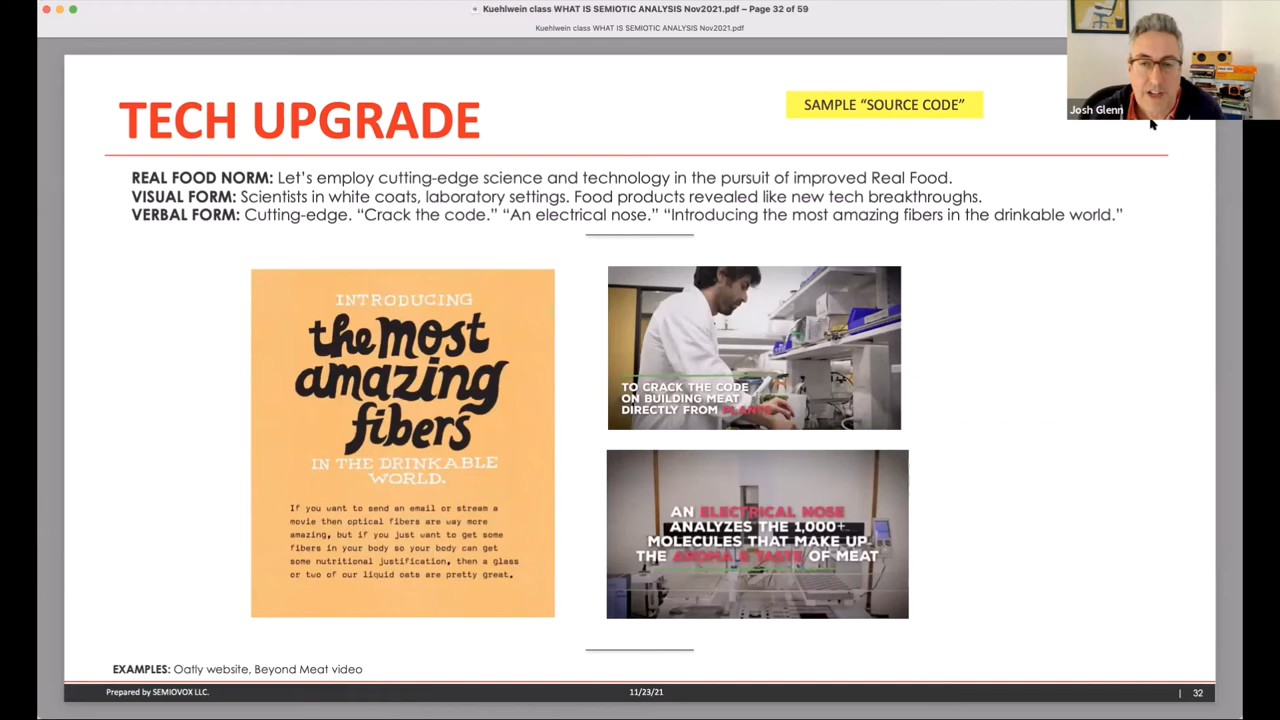 Kuehlwein class WHAT IS SEMIOTIC ANALYSIS Nov2021.pdf – Page 32 of 59
Kuehlwein class WHAT IS SEMIOTIC ANALYSIS Nov2021.pdf
Josh Glenn
TECH UPGRADE
SAMPLE “SOURCE CODE”
REAL FOOD NORM: Let’s employ cutting-edge science and technology in the pursuit of improved Real Food.
VISUAL FORM: Scientists in white coats, laboratory settings. Food products revealed like new tech breakthroughs.
VERBAL FORM: Cutting-edge. “Crack the code.” “An electrical nose.” “Introducing the most amazing fibers in the drinkable world.”
INTRODUCING
the most
amazing
fibers
IN THE DRINKABLE
WORLD.
If you want to send an email or stream a
movie then optical fibers are way more
amazing, but if you just want to get some
fibers in your body so your body can get
some nutritional justification, then a glass
or two of our liquid oats are pretty great.
TO CRACK THE CODE
ON BUILDING MEAT
DIRECTLY FROM PLANTS
AN ELECTRICAL NOSE
ANALYZES THE 1,000+
MOLECULES THAT MAKE UP
THE AROMA & TASTE OF MEAT
EXAMPLES: Oatly website, Beyond Meat video
Prepared by SEMIOVOX LLC.
11/23/21
| 32